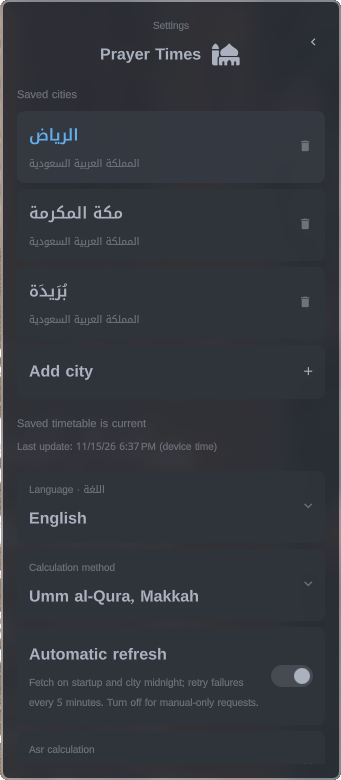 Settings
Prayer Times
Saved cities
الرياض
المملكة العربية السعودية
مكة المكرمة
المملكة العربية السعودية
بُرَيدَة
المملكة العربية السعودية
Add city
Saved timetable is current
Last update: 11/15/26 6:37 PM (device time)
Language · اللغة
English
Calculation method
Umm al-Qura, Makkah
Automatic refresh
Fetch on startup and city midnight; retry failures
every 5 minutes. Turn off for manual-only requests.
Asr calculation